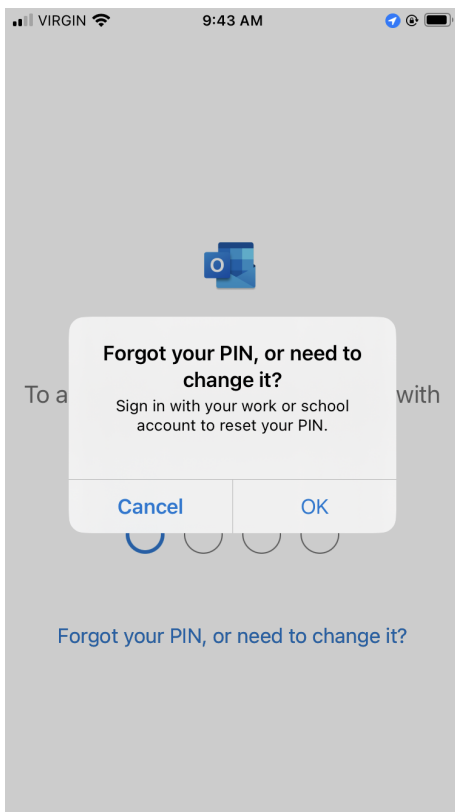 VIRGIN 9:43 AM
O
Forgot your PIN, or need to
change it?
To a with
Sign in with your work or school
account to reset your PIN.
Cancel OK
Forgot your PIN, or need to change it?